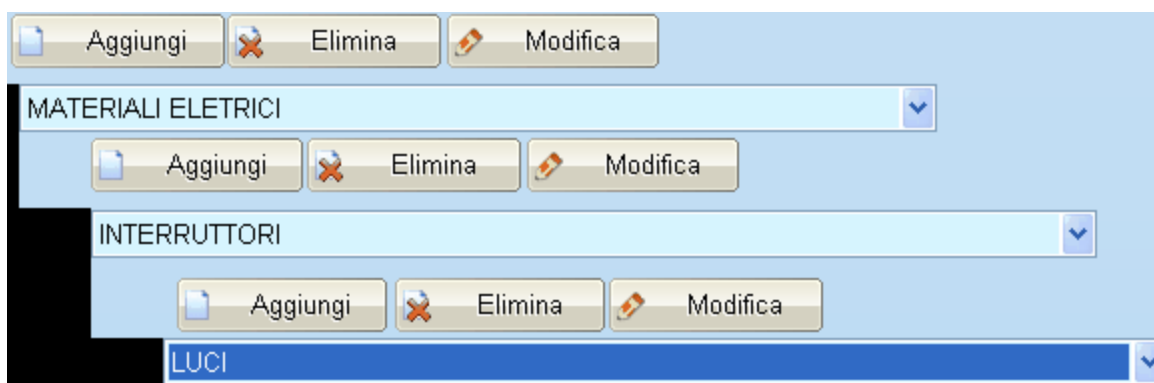 Aggiungi Elimina Modifica
MATERIALI ELETRICI
Aggiungi Elimina Modifica
INTERRUTTORI
Aggiungi Elimina Modifica
LUCI